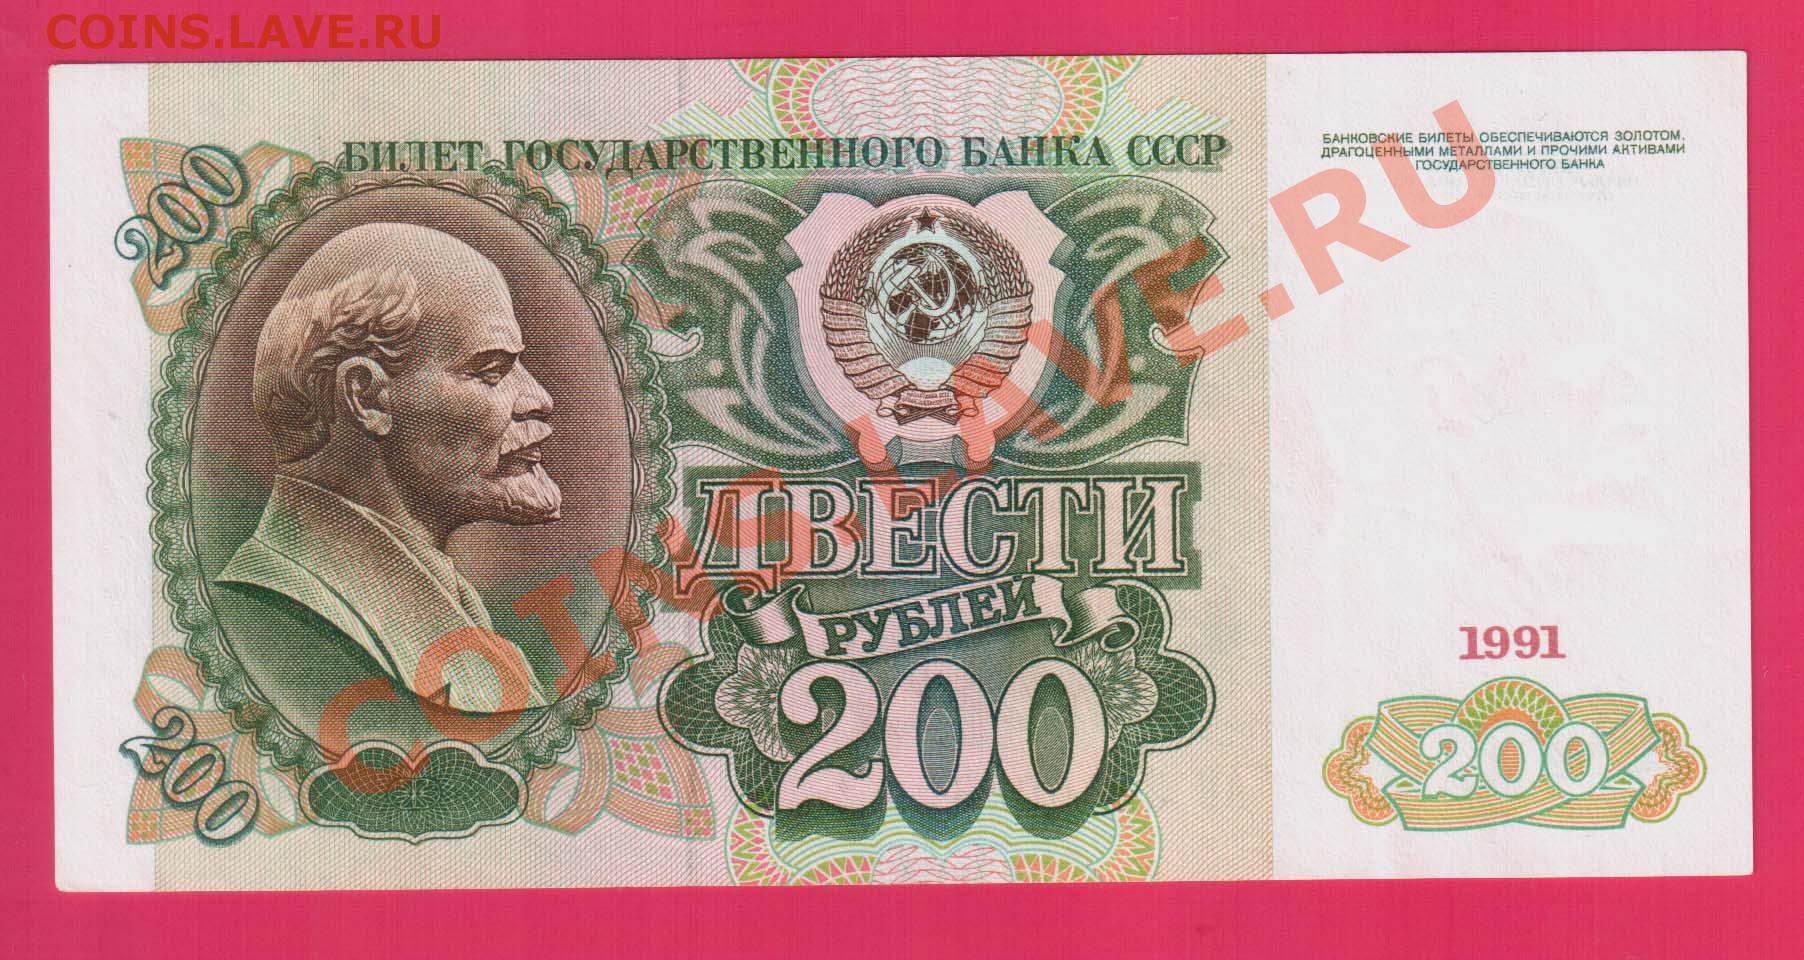 COINS.LAVE.RU
БИЛЕТ ГОСУДАРСТВЕННОГО БАНКА СССР
БАНКОВСКИЕ БИЛЕТЫ ОБЕСПЕЧИВАЮТСЯ ЗОЛОТОМ,
ДРАГОЦЕННЫМИ МЕТАЛЛАМИ И ПРОЧИМИ АКТИВАМИ
ГОСУДАРСТВЕННОГО БАНКА
200
ДВЕСТИ
РУБЛЕЙ
200
200
1991
200
COINS.LAVE.RU